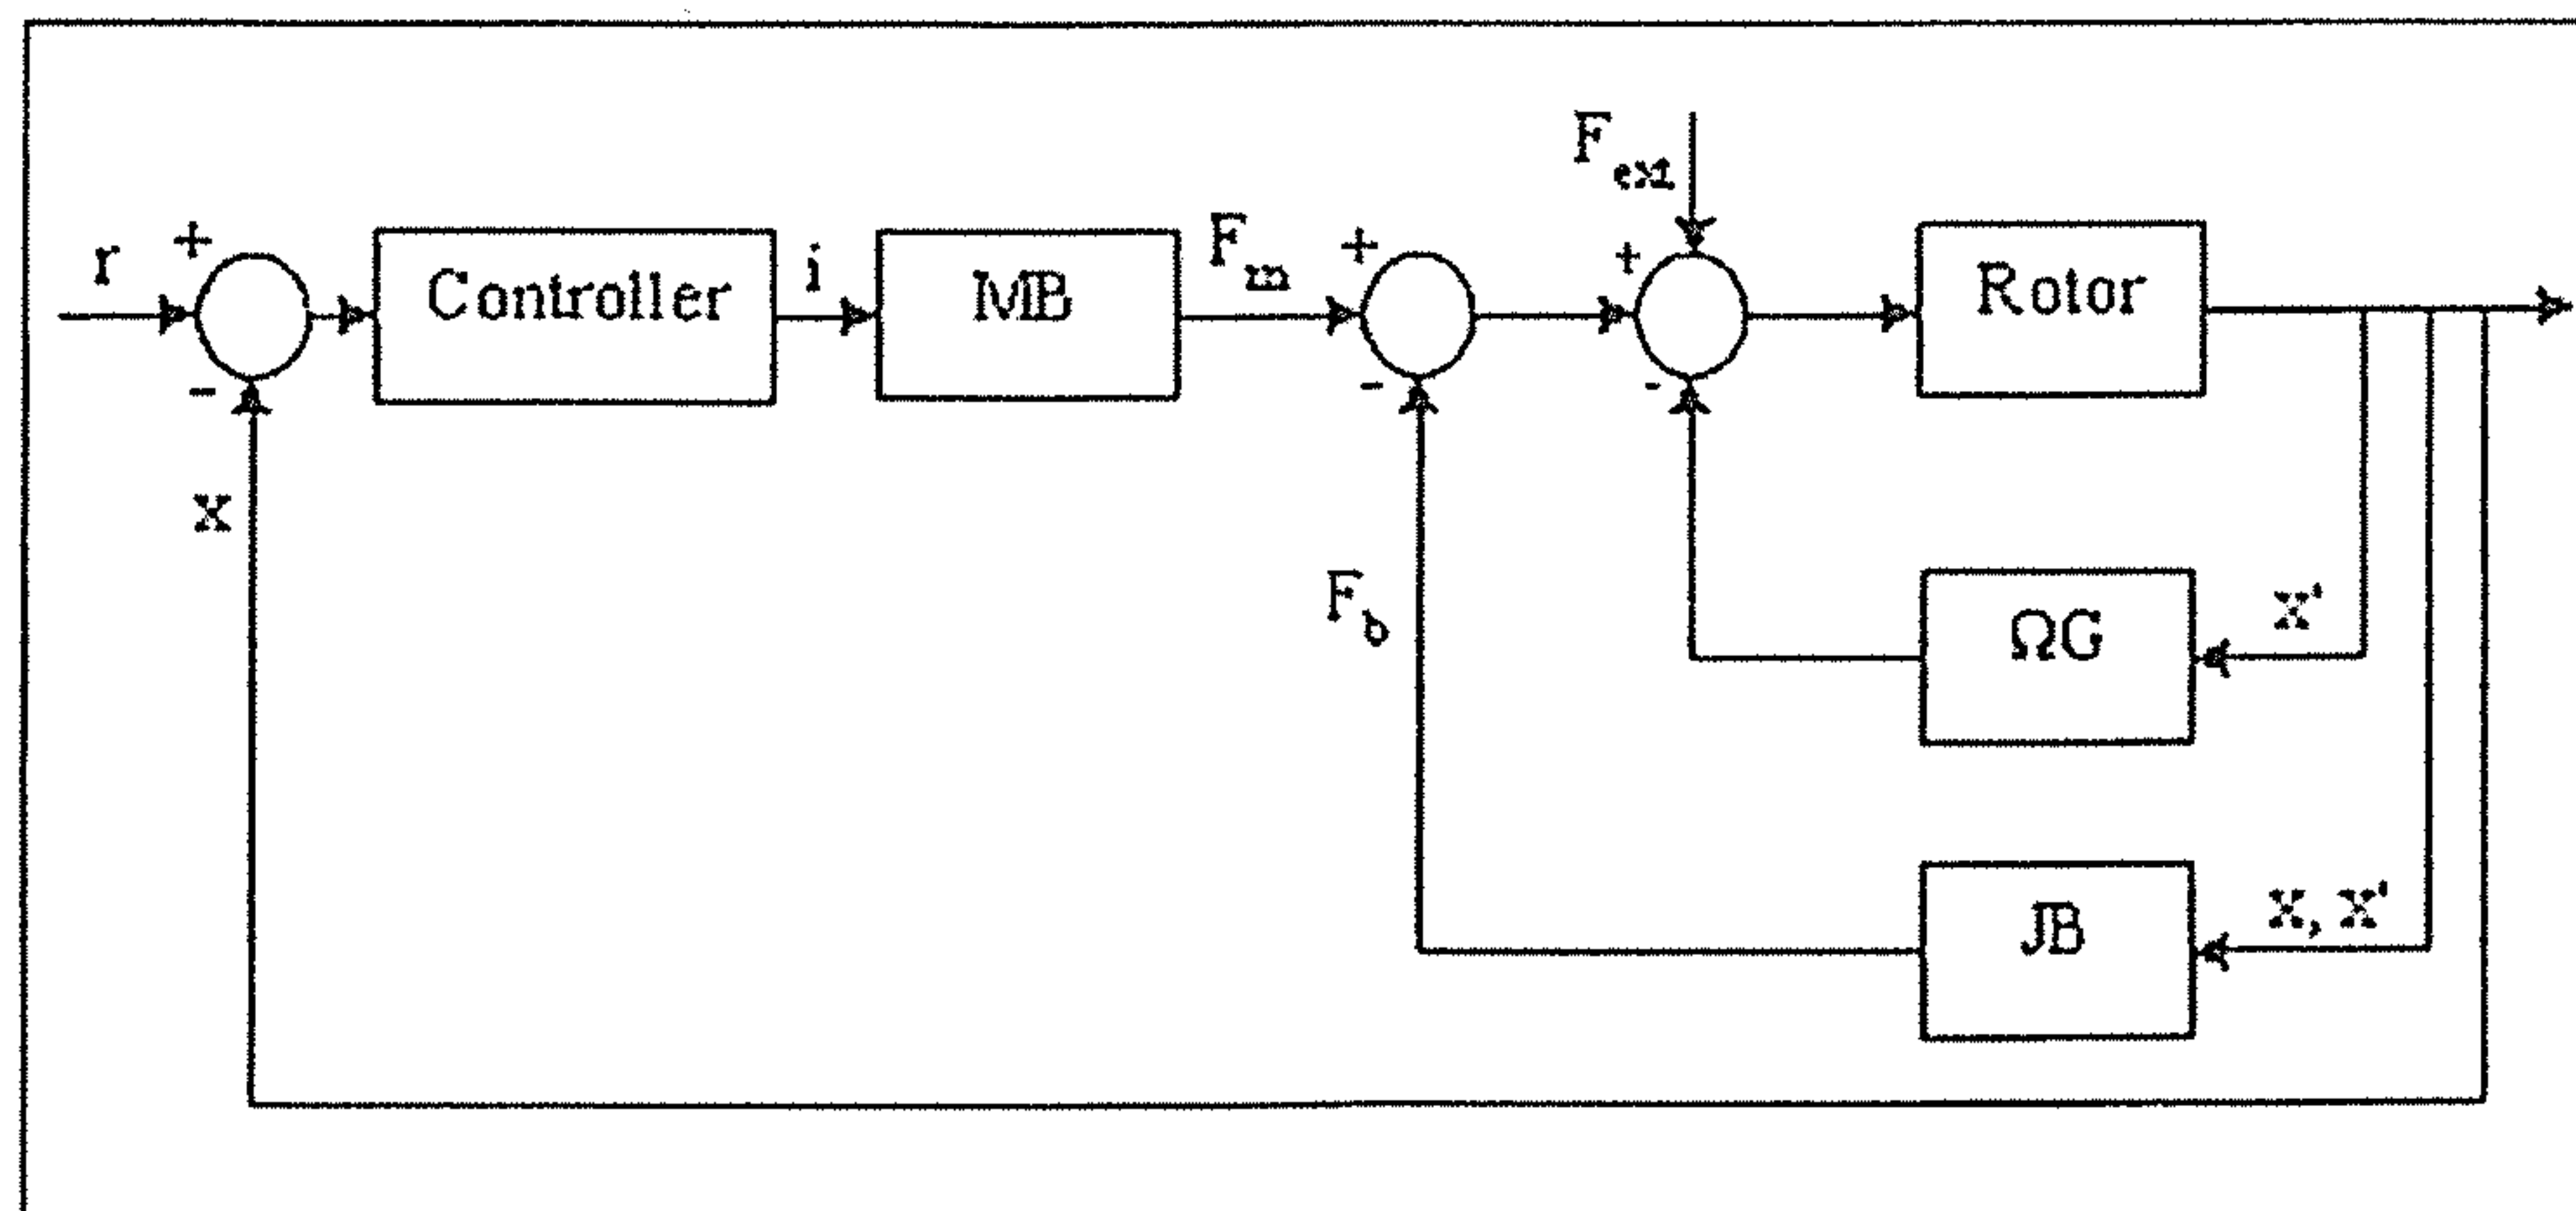 F_ext
r + Controller i MB F_m + + Rotor
- - -
x
F_b ΩG x'
JB x, x'